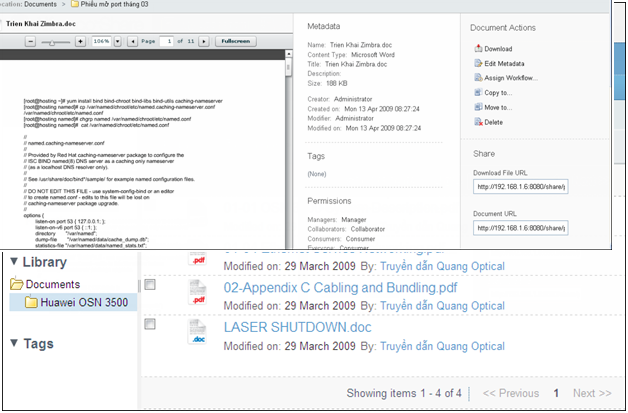 ocation: Documents > Phiếu mở port tháng 03
Trien Khai Zimbra.doc
106% Page 1 of 11 Fullscreen
[root@hosting ~]# yum install bind bind-chroot bind-libs bind-utils caching-nameserver
[root@hosting ~]# cp /var/named/chroot/etc/named.conf
/var/named/chroot/etc/named.conf
[root@hosting ~]# chgrp named /var/named/chroot/etc/named.conf
[root@hosting ~]# cat /var/named/chroot/etc/named.conf
//
// named.caching-nameserver.conf
//
// Provided by Red Hat caching-nameserver package to configure the
// ISC BIND named(8) DNS server as a caching only nameserver
// (as a localhost DNS resolver only).
//
// See /usr/share/doc/bind*/sample/ for example named configuration files.
//
// DO NOT EDIT THIS FILE - use system-config-bind or an editor
// to create named.conf - edits to this file will be lost on
// caching-nameserver package upgrade.
//
options {
listen-on port 53 { 127.0.0.1; };
listen-on-v6 port 53 { ::1; };
directory "/var/named";
dump-file "/var/named/data/cache_dump.db";
statistics-file "/var/named/data/named_stats.txt";
Metadata
Name: Trien Khai Zimbra.doc
Content Type: Microsoft Word
Title: Trien Khai Zimbra.doc
Description:
Size: 188 KB
Creator: Administrator
Created on: Mon 13 Apr 2009 08:27:24
Modifier: Administrator
Modified on: Mon 13 Apr 2009 08:27:24
Tags
(None)
Permissions
Managers: Manager
Collaborators: Collaborator
Consumers: Consumer
Everyone: Consumer
Document Actions
Download
Edit Metadata
Assign Workflow...
Copy to...
Move to...
Delete
Share
Download File URL
http://192.168.1.6:8080/share/p
Document URL
http://192.168.1.6:8080/share/p
Library
Documents
Huawei OSN 3500
Tags
Modified on: 29 March 2009 By: Truyền dẫn Quang Optical
02-Appendix C Cabling and Bundling.pdf
Modified on: 29 March 2009 By: Truyền dẫn Quang Optical
LASER SHUTDOWN.doc
Modified on: 29 March 2009 By: Truyền dẫn Quang Optical
.pdf
.pdf
.doc
Showing items 1 - 4 of 4 << Previous 1 Next >>